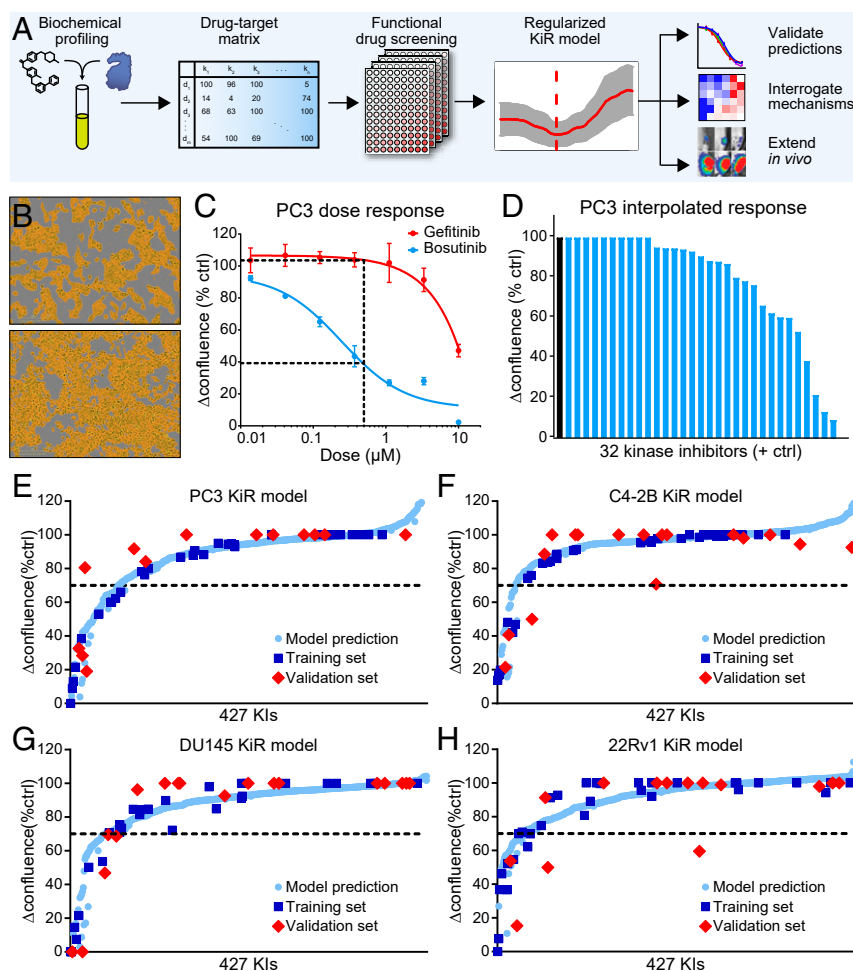 A
Biochemical
profiling
Drug-target
matrix
Functional
drug screening
Regularized
KiR model
Validate
predictions
Interrogate
mechanisms
Extend
in vivo
k1 k2 k3 . . . kn
d1 100 96 100 5
d2 14 4 20 74
d3 68 63 100 100
dm 54 100 69 100
B
C
PC3 dose response
Gefitinib
Bosutinib
Δconfluence (% ctrl)
120
100
80
60
40
20
0
0.01 0.1 1 10
Dose (µM)
D
PC3 interpolated response
Δconfluence (% ctrl)
100
80
60
40
20
0
32 kinase inhibitors (+ ctrl)
E
PC3 KiR model
Δconfluence(%ctrl)
120
100
80
60
40
20
0
Model prediction
Training set
Validation set
427 KIs
F
C4-2B KiR model
Δconfluence(%ctrl)
120
100
80
60
40
20
0
Model prediction
Training set
Validation set
427 KIs
G
DU145 KiR model
Δconfluence(%ctrl)
120
100
80
60
40
20
0
Model prediction
Training set
Validation set
427 KIs
H
22Rv1 KiR model
Δconfluence(%ctrl)
120
100
80
60
40
20
0
Model prediction
Training set
Validation set
427 KIs